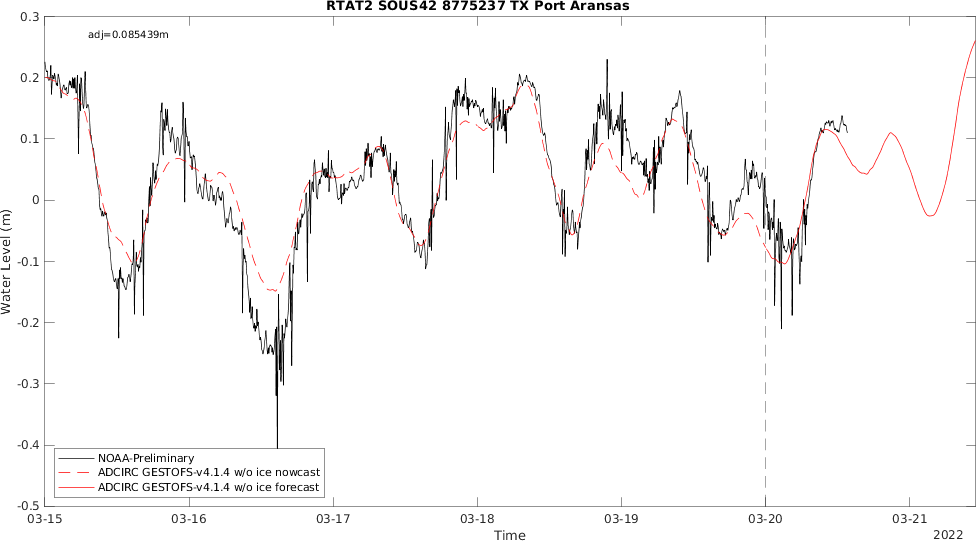 RTAT2 SOUS42 8775237 TX Port Aransas
adj=0.085439m
0.3
0.2
0.1
0
-0.1
-0.2
-0.3
-0.4
-0.5
Water Level (m)
NOAA-Preliminary
ADCIRC GESTOFS-v4.1.4 w/o ice nowcast
ADCIRC GESTOFS-v4.1.4 w/o ice forecast
03-15 03-16 03-17 03-18 03-19 03-20 03-21
Time
2022